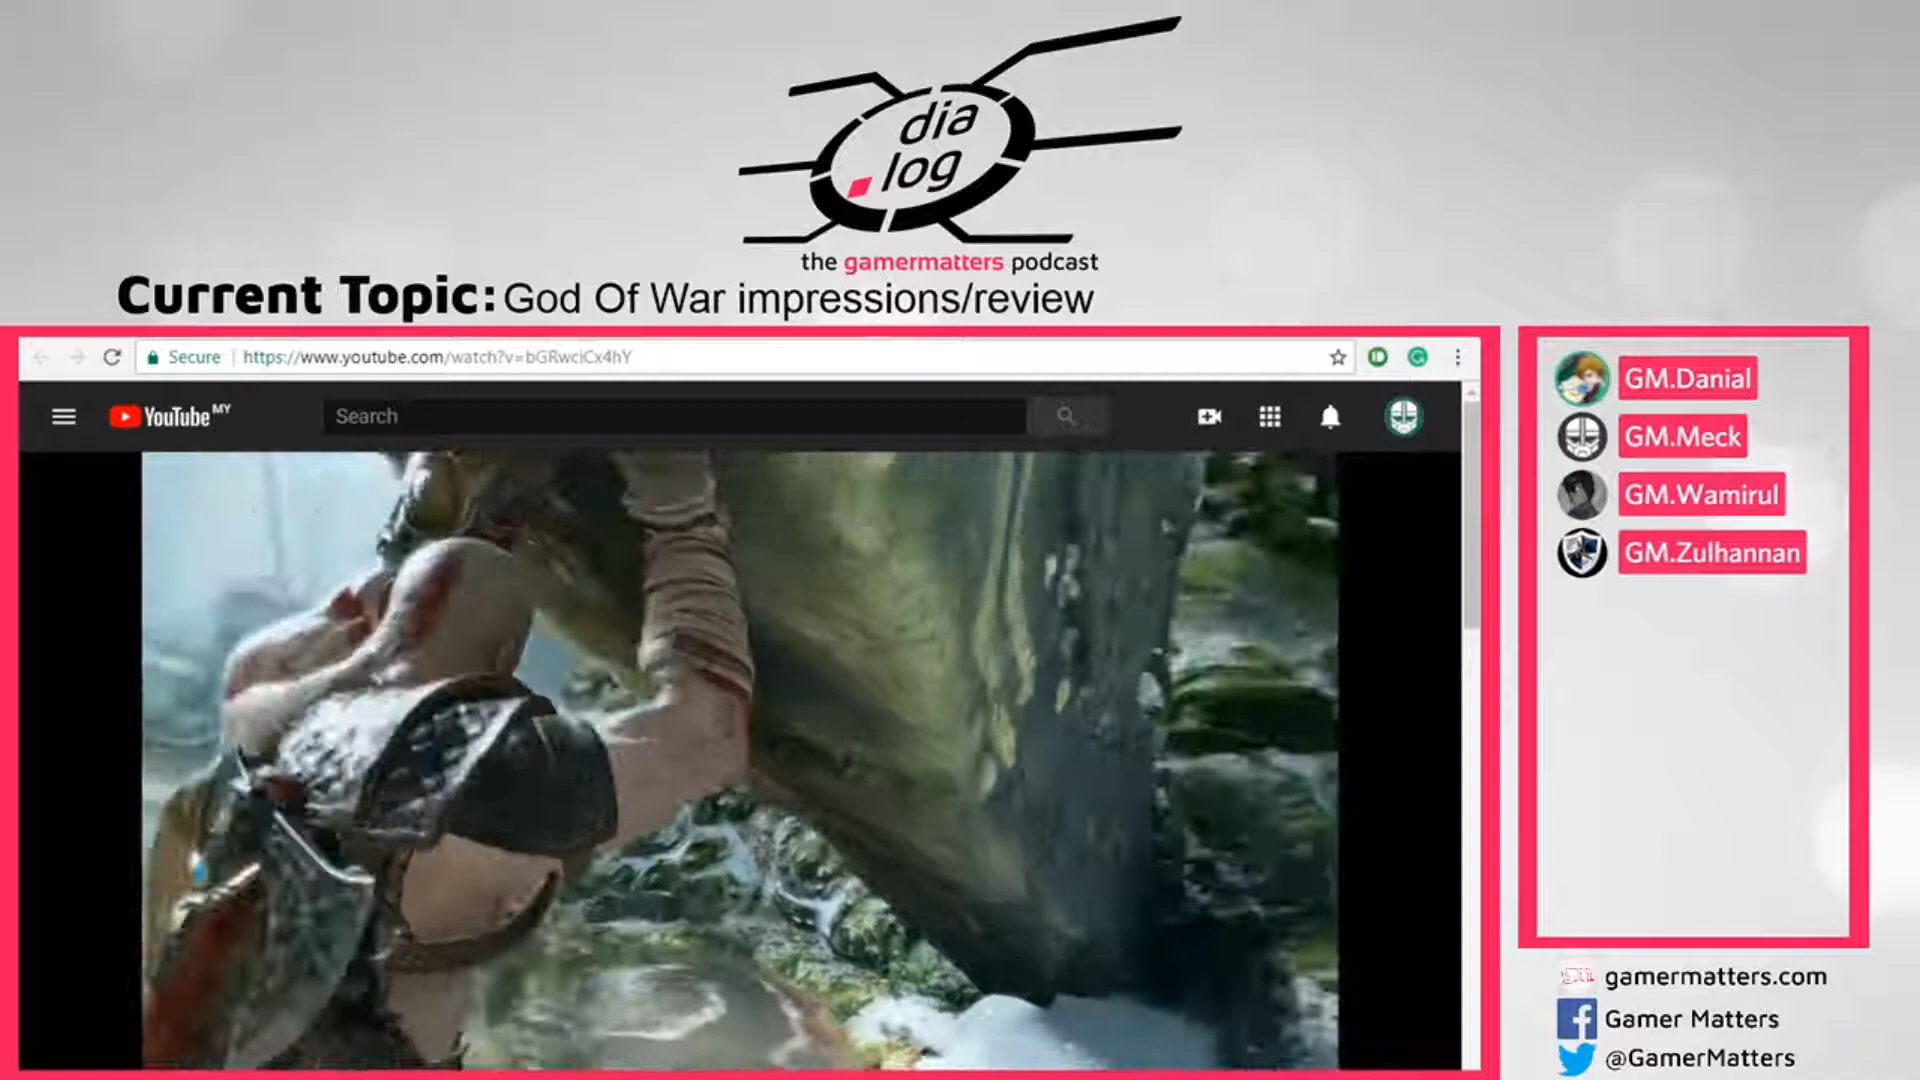 dia
.log
the gamermatters podcast
Current Topic: God Of War impressions/review
Secure https://www.youtube.com/watch?v=bGRwciCx4hY
YouTube MY
Search
GM.Danial
GM.Meck
GM.Wamirul
GM.Zulhannan
gamermatters.com
Gamer Matters
@GamerMatters